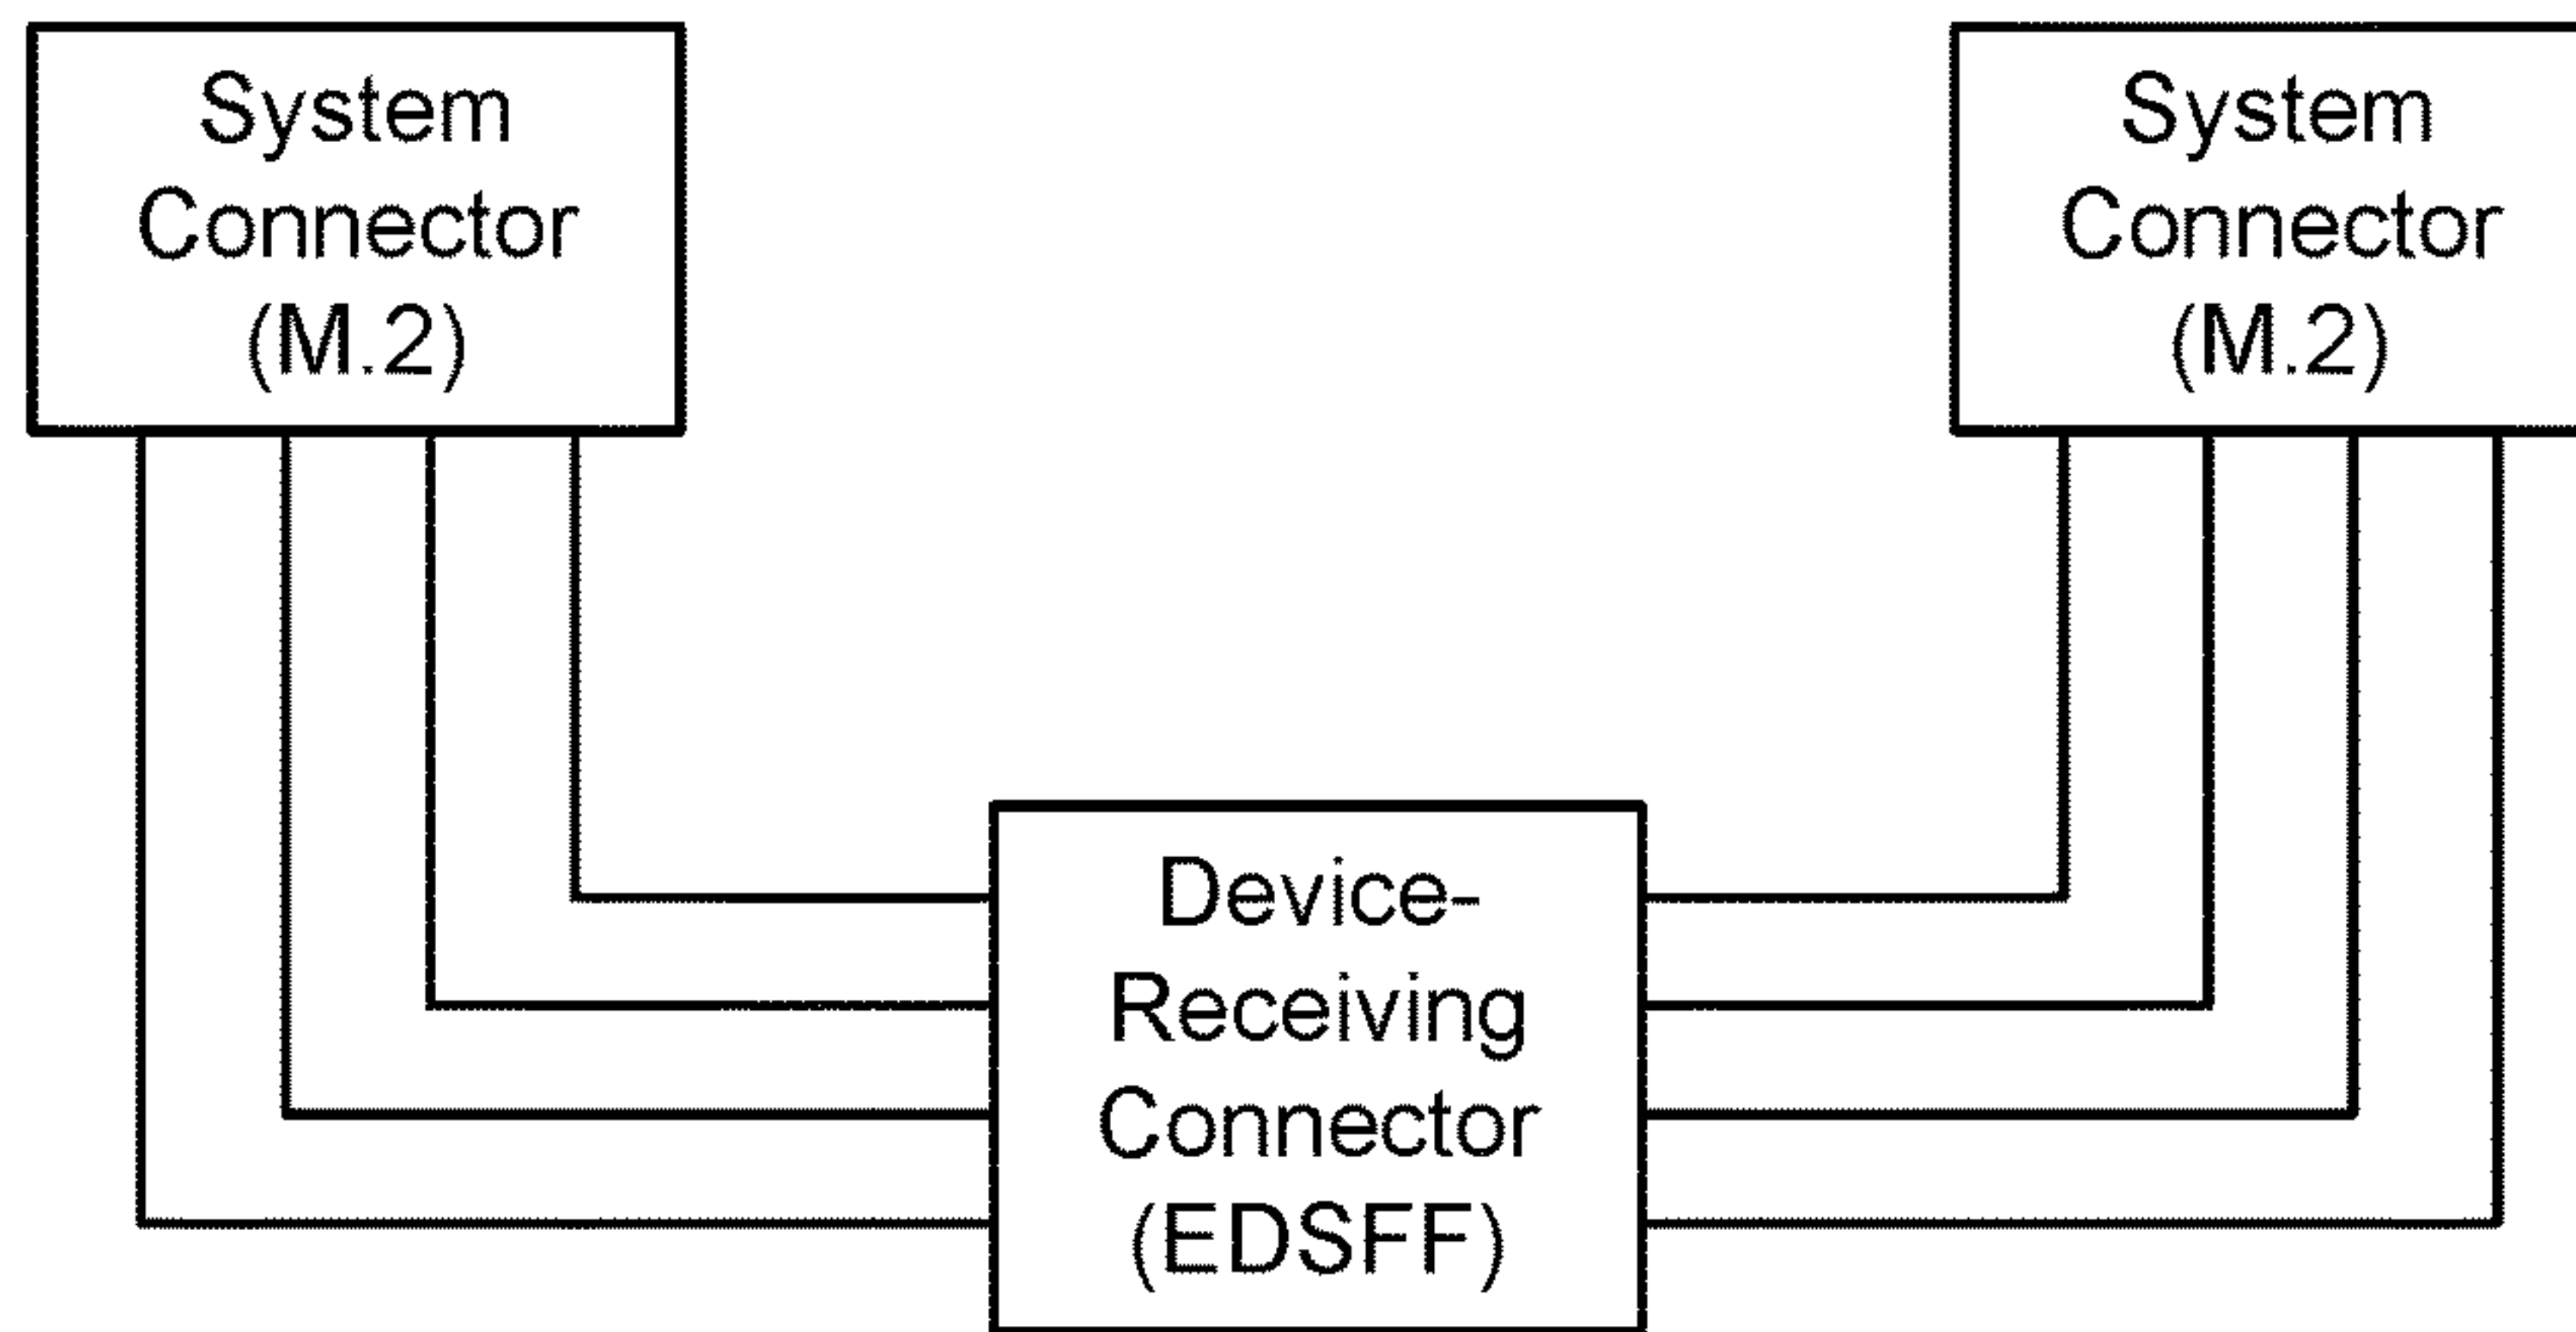 System
Connector
(M.2)
System
Connector
(M.2)
Device-
Receiving
Connector
(EDSFF)